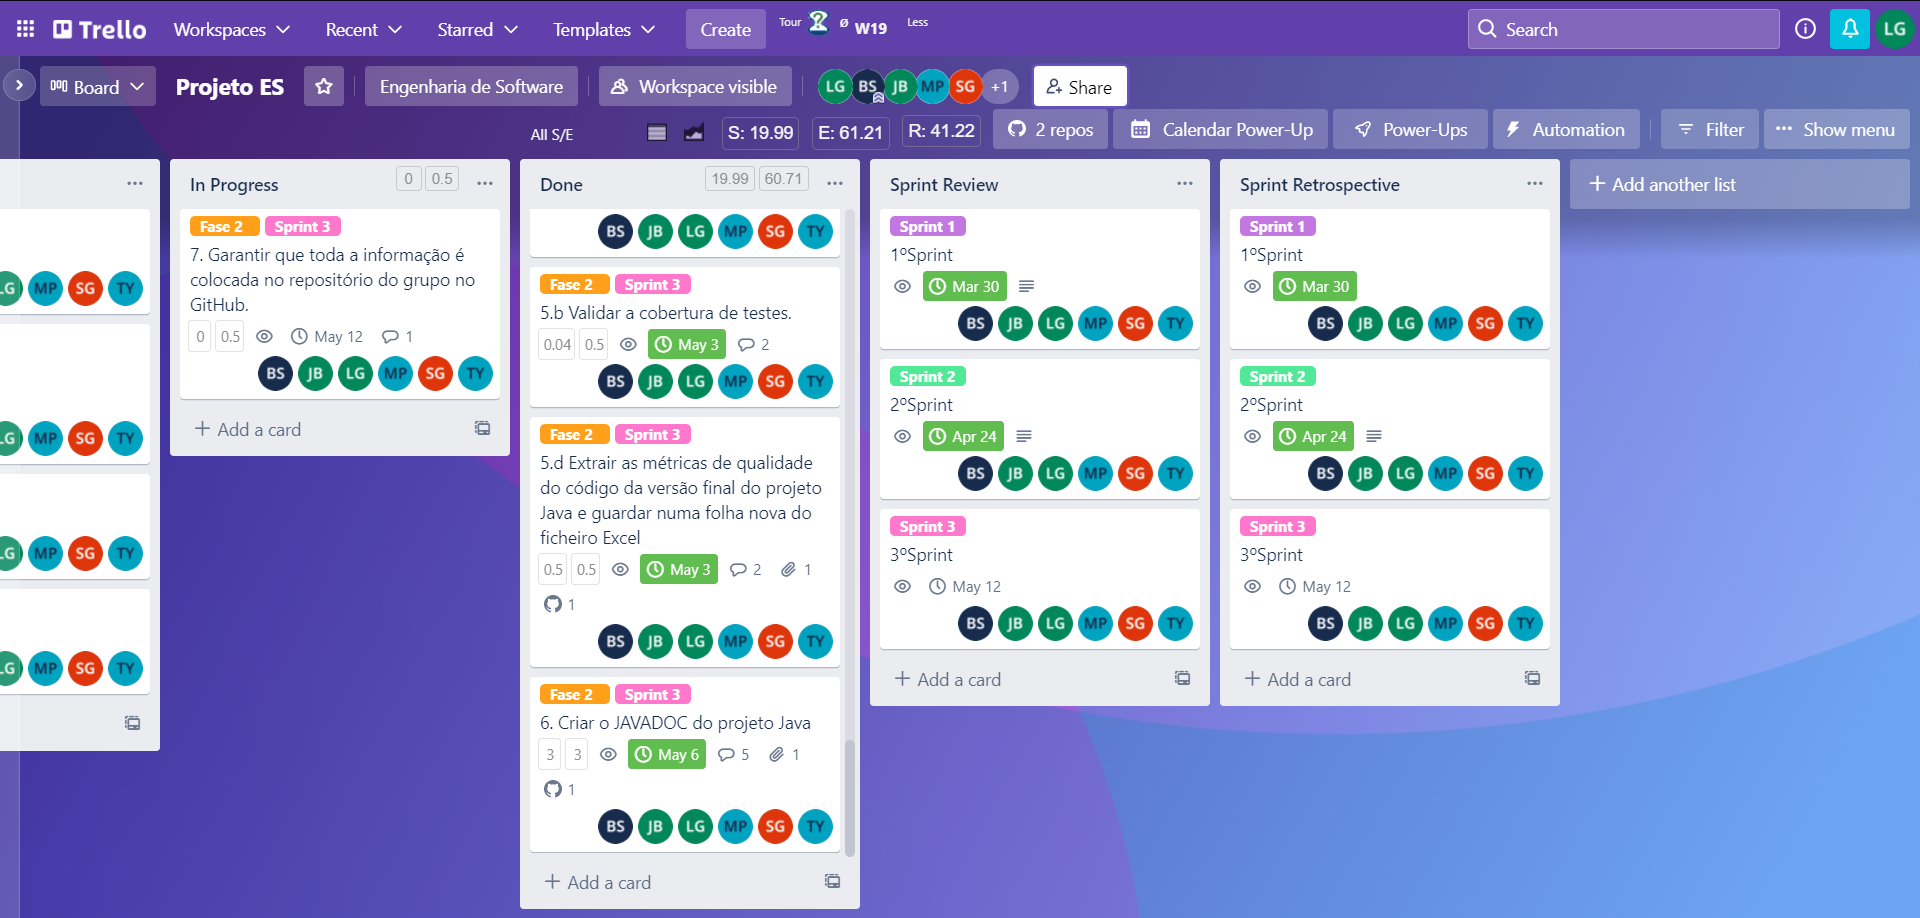 Trello
Workspaces
Recent
Starred
Templates
Create
Tour
Ø W19
Less
Search
LG
Board
Projeto ES
Engenharia de Software
Workspace visible
LG BS JB MP SG +1
Share
All S/E
S: 19.99
E: 61.21
R: 41.22
2 repos
Calendar Power-Up
Power-Ups
Automation
Filter
Show menu
LG MP SG TY
LG MP SG TY
LG MP SG TY
LG MP SG TY
In Progress
0 0.5
Fase 2 Sprint 3
7. Garantir que toda a informação é
colocada no repositório do grupo no
GitHub.
0 0.5 May 12 1
BS JB LG MP SG TY
Add a card
Done
19.99 60.71
BS JB LG MP SG TY
Fase 2 Sprint 3
5.b Validar a cobertura de testes.
0.04 0.5 May 3 2
BS JB LG MP SG TY
Fase 2 Sprint 3
5.d Extrair as métricas de qualidade
do código da versão final do projeto
Java e guardar numa folha nova do
ficheiro Excel
0.5 0.5 May 3 2 1
1
BS JB LG MP SG TY
Fase 2 Sprint 3
6. Criar o JAVADOC do projeto Java
3 3 May 6 5 1
1
BS JB LG MP SG TY
Add a card
Sprint Review
Sprint 1
1ºSprint
Mar 30
BS JB LG MP SG TY
Sprint 2
2ºSprint
Apr 24
BS JB LG MP SG TY
Sprint 3
3ºSprint
May 12
BS JB LG MP SG TY
Add a card
Sprint Retrospective
Sprint 1
1ºSprint
Mar 30
BS JB LG MP SG TY
Sprint 2
2ºSprint
Apr 24
BS JB LG MP SG TY
Sprint 3
3ºSprint
May 12
BS JB LG MP SG TY
Add a card
Add another list